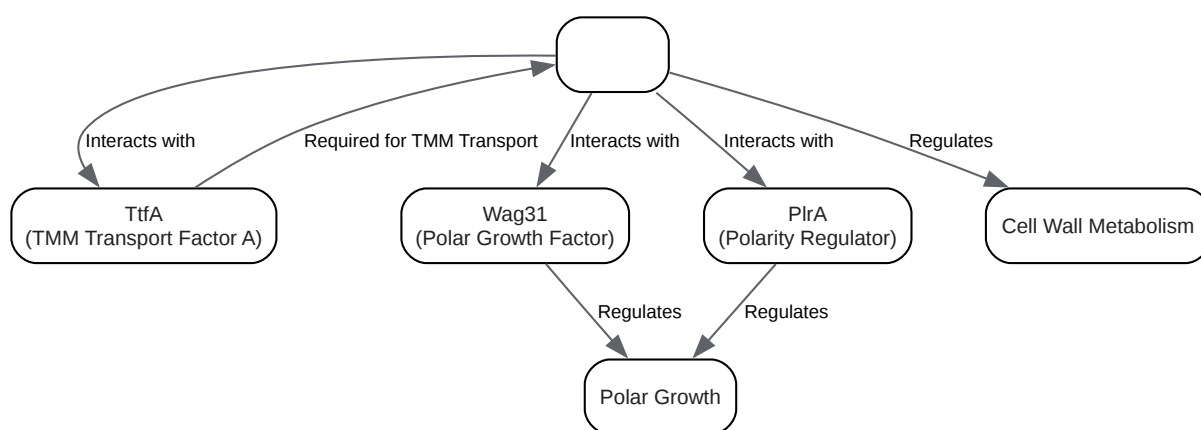 Interacts with
Required for TMM Transport
Interacts with
Interacts with
Regulates
TtfA
(TMM Transport Factor A)
Wag31
(Polar Growth Factor)
PlrA
(Polarity Regulator)
Cell Wall Metabolism
Regulates
Regulates
Polar Growth